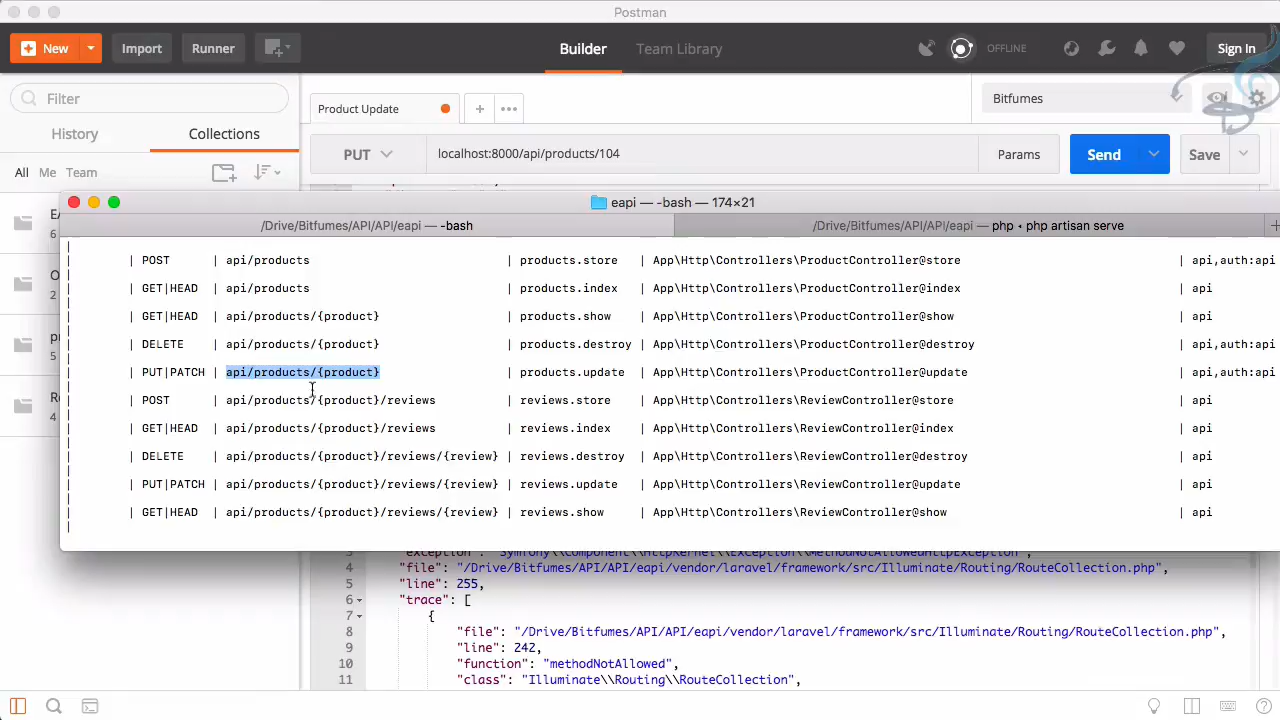 Postman
New Import Runner Builder Team Library OFFLINE Sign In
Filter Product Update + ••• Bitfumes
History Collections
PUT localhost:8000/api/products/104 Params Send Save
All Me Team
eapi — -bash — 174×21
/Drive/Bitfumes/API/API/eapi — -bash /Drive/Bitfumes/API/API/eapi — php • php artisan serve +
| POST | api/products | products.store | App\Http\Controllers\ProductController@store | api,auth:api
| GET|HEAD | api/products | products.index | App\Http\Controllers\ProductController@index | api
| GET|HEAD | api/products/{product} | products.show | App\Http\Controllers\ProductController@show | api
| DELETE | api/products/{product} | products.destroy | App\Http\Controllers\ProductController@destroy | api,auth:api
| PUT|PATCH | api/products/{product} | products.update | App\Http\Controllers\ProductController@update | api,auth:api
| POST | api/products/{product}/reviews | reviews.store | App\Http\Controllers\ReviewController@store | api
| GET|HEAD | api/products/{product}/reviews | reviews.index | App\Http\Controllers\ReviewController@index | api
| DELETE | api/products/{product}/reviews/{review} | reviews.destroy | App\Http\Controllers\ReviewController@destroy | api
| PUT|PATCH | api/products/{product}/reviews/{review} | reviews.update | App\Http\Controllers\ReviewController@update | api
| GET|HEAD | api/products/{product}/reviews/{review} | reviews.show | App\Http\Controllers\ReviewController@show | api
6
2
5
4
3 "exception": "Symfony\\Component\\HttpKernel\\Exception\\MethodNotAllowedHttpException",
4 "file": "/Drive/Bitfumes/API/API/eapi/vendor/laravel/framework/src/Illuminate/Routing/RouteCollection.php",
5 "line": 255,
6 "trace": [
7 {
8 "file": "/Drive/Bitfumes/API/API/eapi/vendor/laravel/framework/src/Illuminate/Routing/RouteCollection.php",
9 "line": 242,
10 "function": "methodNotAllowed",
11 "class": "Illuminate\\Routing\\RouteCollection",